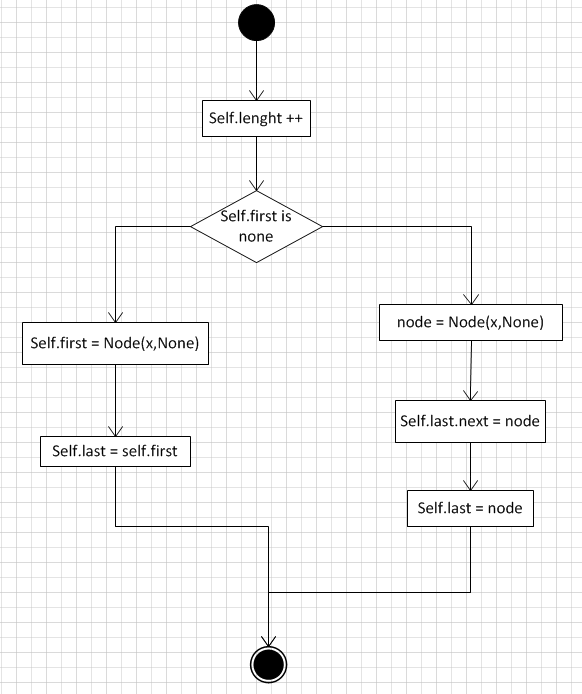 Self.lenght ++
Self.first is
none
Self.first = Node(x,None)
Self.last = self.first
node = Node(x,None)
Self.last.next = node
Self.last = node